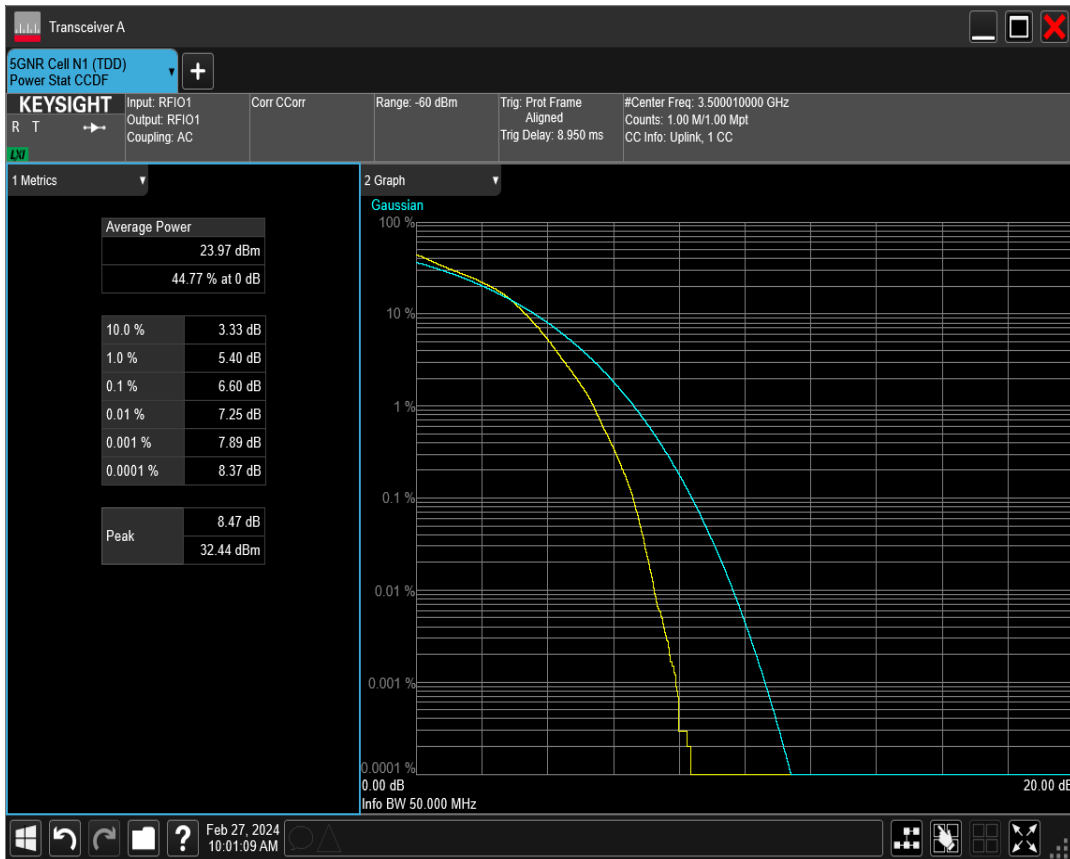 Transceiver A
5GNR Cell N1 (TDD)
Power Stat CCDF
+
KEYSIGHT
R T
LXI
Input: RFIO1
Output: RFIO1
Coupling: AC
Corr CCorr
Range: -60 dBm
Trig: Prot Frame
Aligned
Trig Delay: 8.950 ms
#Center Freq: 3.500010000 GHz
Counts: 1.00 M/1.00 Mpt
CC Info: Uplink, 1 CC
1 Metrics
Average Power
23.97 dBm
44.77 % at 0 dB
10.0 % 3.33 dB
1.0 % 5.40 dB
0.1 % 6.60 dB
0.01 % 7.25 dB
0.001 % 7.89 dB
0.0001 % 8.37 dB
Peak
8.47 dB
32.44 dBm
2 Graph
Gaussian
100 %
10 %
1 %
0.1 %
0.01 %
0.001 %
0.0001 %
0.00 dB 20.00 dB
Info BW 50.000 MHz
?
Feb 27, 2024
10:01:09 AM